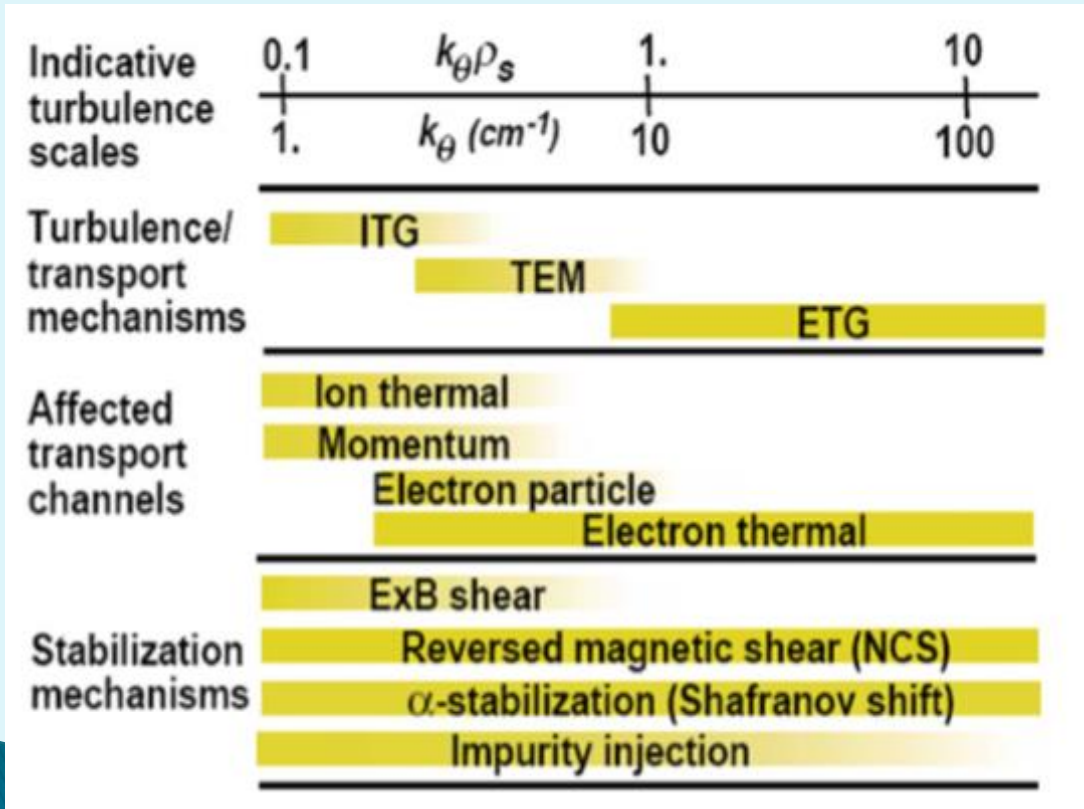 Indicative
turbulence
scales
0.1 kθρs 1. 10
1. kθ (cm⁻¹) 10 100
Turbulence/
transport
mechanisms
ITG
TEM
ETG
Affected
transport
channels
Ion thermal
Momentum
Electron particle
Electron thermal
Stabilization
mechanisms
ExB shear
Reversed magnetic shear (NCS)
α-stabilization (Shafranov shift)
Impurity injection